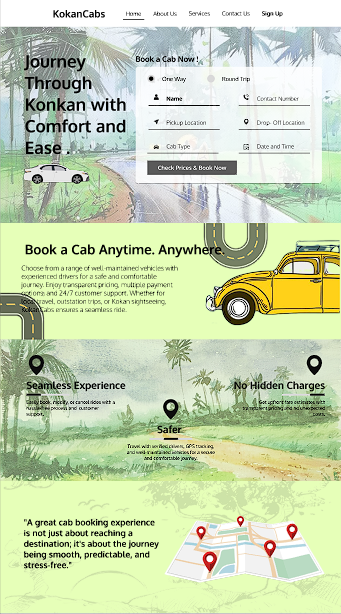 KokanCabs
Home About Us Services Contact Us Sign Up
Journey
Through
Konkan with
Comfort and
Ease .
Book a Cab Now !
One Way Round Trip
Name Contact Number
Pickup Location Drop- Off Location
Cab Type Date and Time
Check Prices & Book Now
Book a Cab Anytime. Anywhere.
Choose from a range of well-maintained vehicles with
experienced drivers for a safe and comfortable
journey. Enjoy transparent pricing, multiple payment
options and 24/7 customer support. Whether for
local travel, outstation trips, or Kokan sightseeing,
KokanCabs ensures a seamless ride.
Seamless Experience
Easily book, modify, or cancel rides with a
hassle-free process and customer
support.
No Hidden Charges
Get upfront fare estimates with
transparent pricing and no unexpected
costs.
Safer
Travel with verified drivers, GPS tracking,
and well-maintained vehicles for a secure
and comfortable journey.
"A great cab booking experience
is not just about reaching a
destination; it's about the journey
being smooth, predictable, and
stress-free."